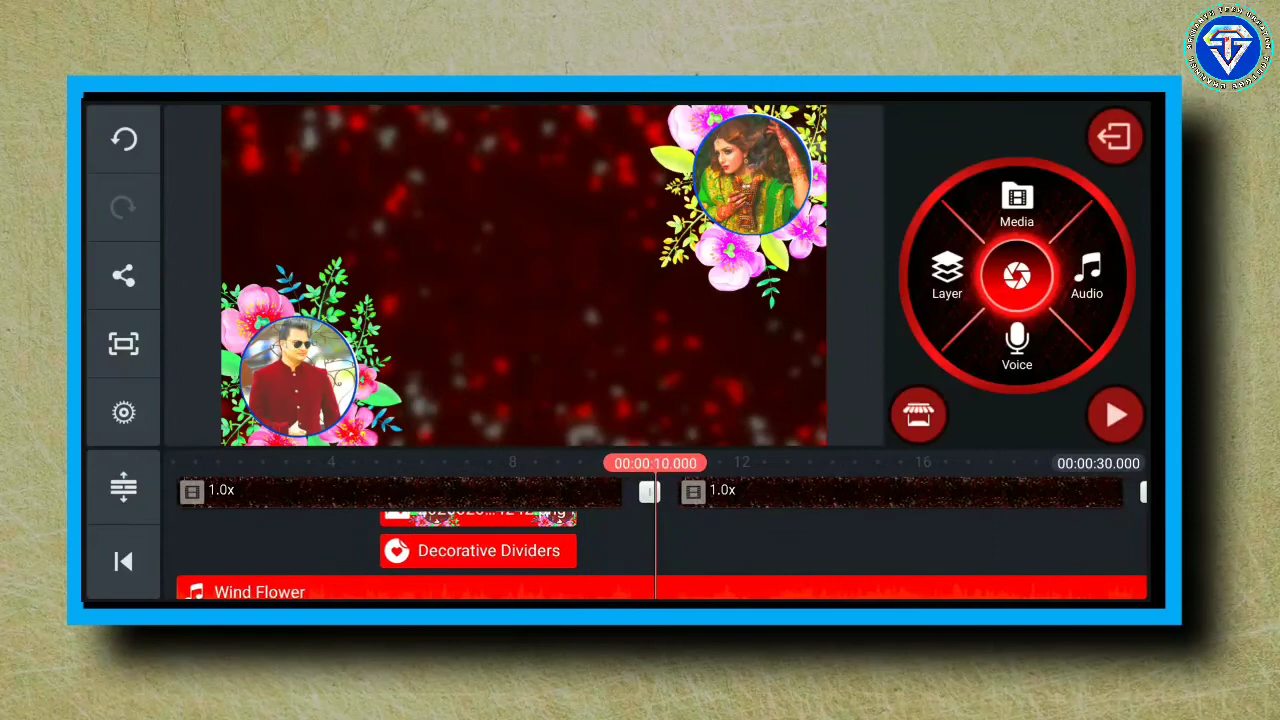 Media
Layer
Audio
Voice
4
8
00:00:10.000
12
16
00:00:30.000
1.0x
1.0x
Decorative Dividers
Wind Flower